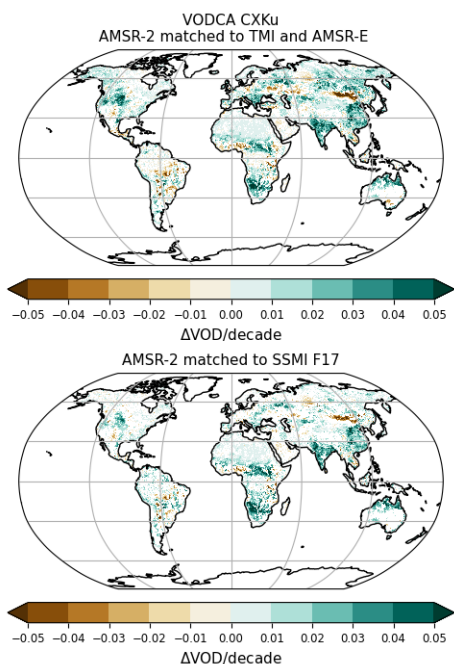 VODCA CXKu
AMSR-2 matched to TMI and AMSR-E
−0.05 −0.04 −0.03 −0.02 −0.01 0.00 0.01 0.02 0.03 0.04 0.05
ΔVOD/decade
AMSR-2 matched to SSMI F17
−0.05 −0.04 −0.03 −0.02 −0.01 0.00 0.01 0.02 0.03 0.04 0.05
ΔVOD/decade